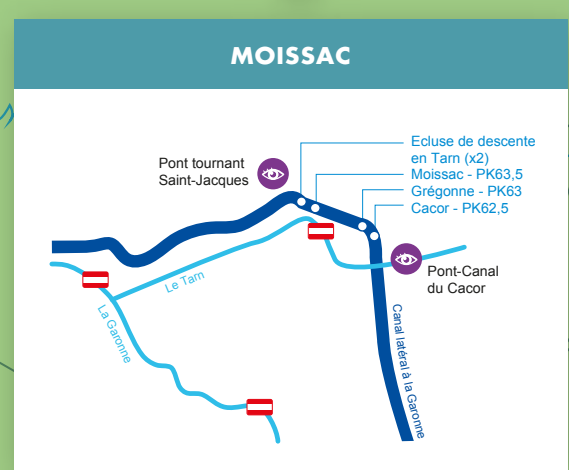 MOISSAC
Ecluse de descente
en Tarn (x2)
Moissac - PK63,5
Grégonne - PK63
Cacor - PK62,5
Pont tournant
Saint-Jacques
Pont-Canal
du Cacor
Le Tarn
La Garonne
Canal latéral à la Garonne